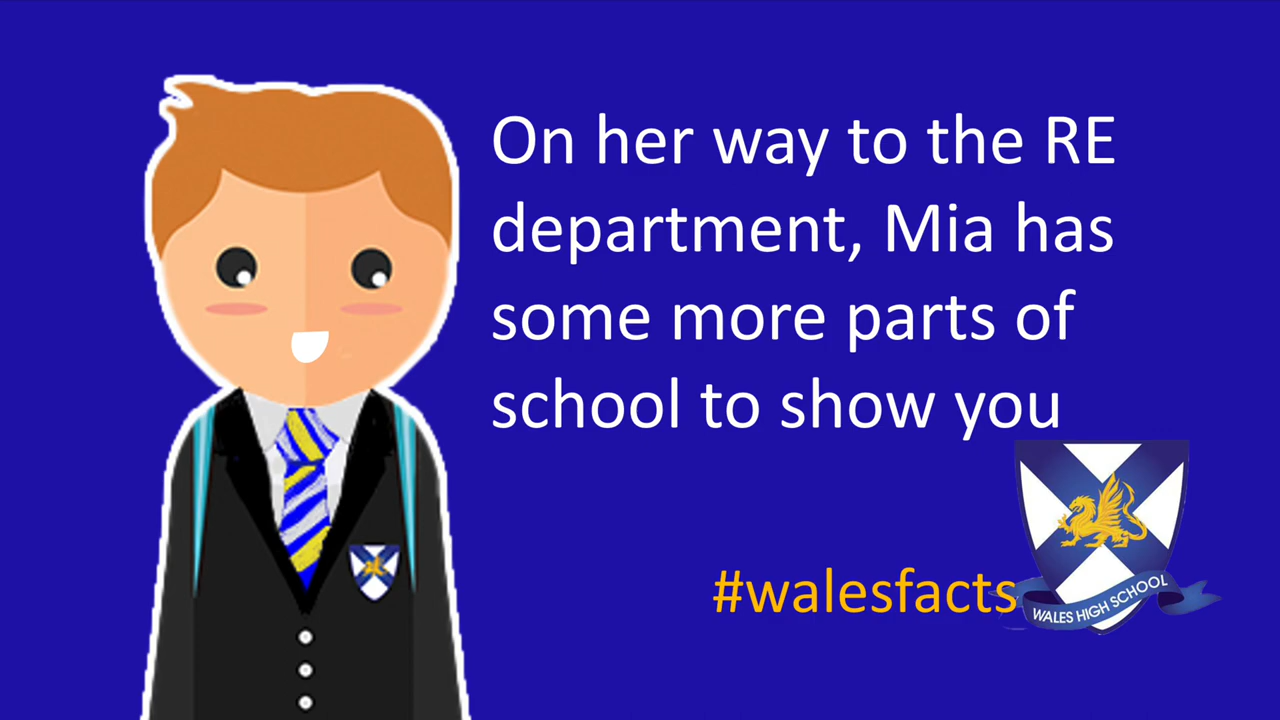 On her way to the RE
department, Mia has
some more parts of
school to show you
#walesfacts
WALES HIGH SCHOOL